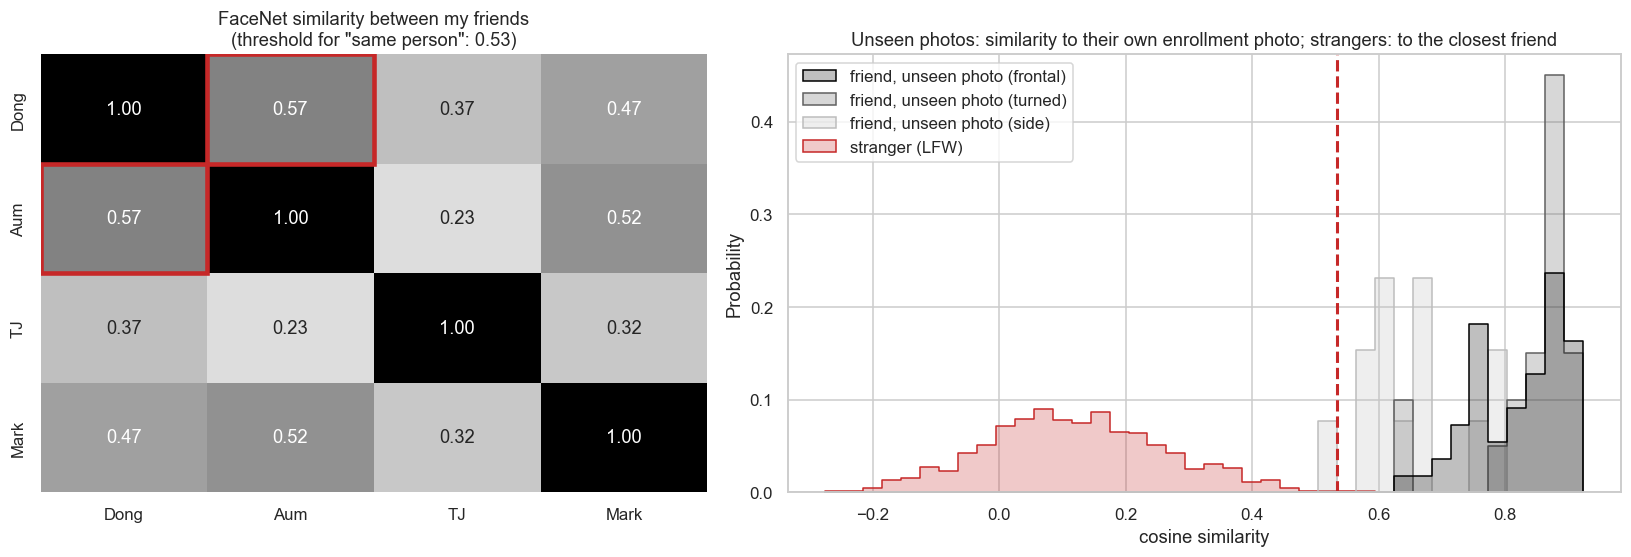 FaceNet similarity between my friends
(threshold for "same person": 0.53)
Dong
1.00
0.57
0.37
0.47
Aum
0.57
1.00
0.23
0.52
TJ
0.37
0.23
1.00
0.32
Mark
0.47
0.52
0.32
1.00
Dong
Aum
TJ
Mark
Unseen photos: similarity to their own enrollment photo; strangers: to the closest friend
friend, unseen photo (frontal)
friend, unseen photo (turned)
friend, unseen photo (side)
stranger (LFW)
Probability
0.4
0.3
0.2
0.1
0.0
−0.2
0.0
0.2
0.4
0.6
0.8
cosine similarity